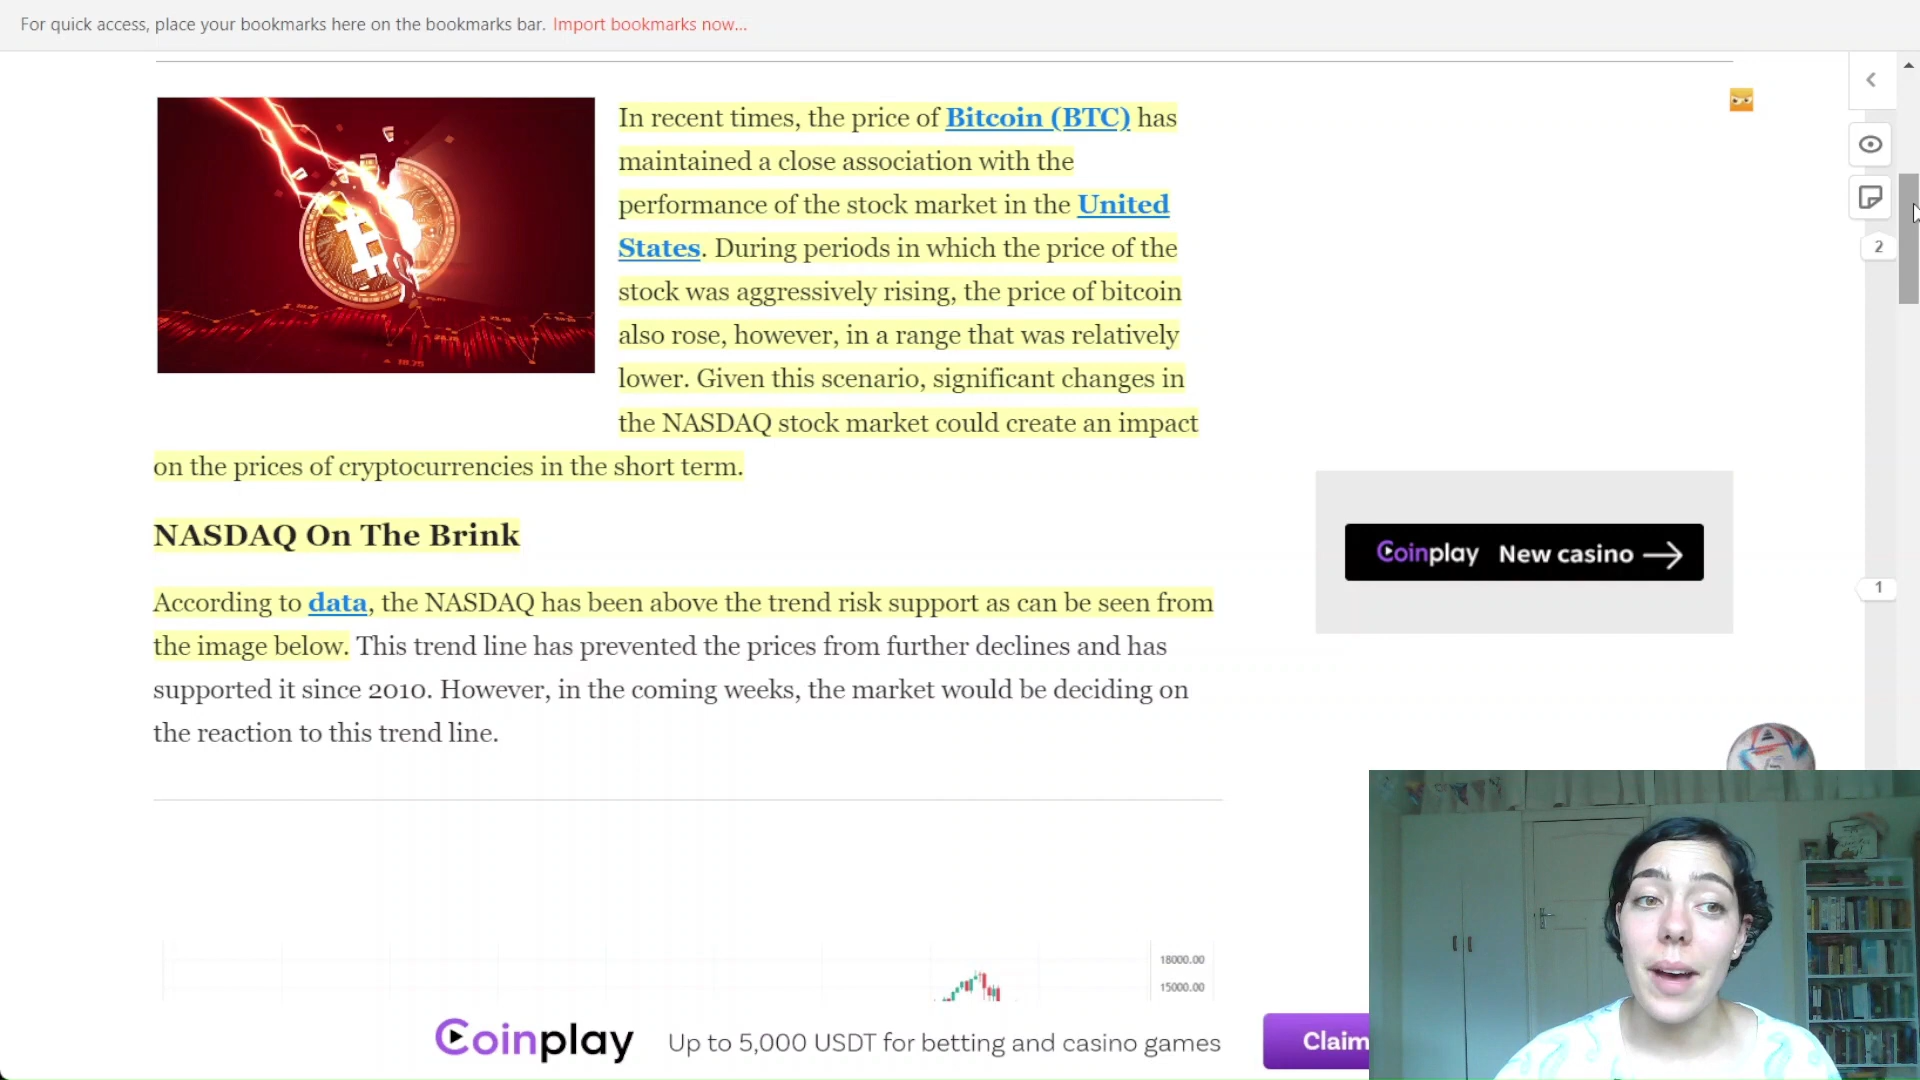 For quick access, place your bookmarks here on the bookmarks bar. Import bookmarks now...
In recent times, the price of Bitcoin (BTC) has
maintained a close association with the
performance of the stock market in the United
States. During periods in which the price of the
stock was aggressively rising, the price of bitcoin
also rose, however, in a range that was relatively
lower. Given this scenario, significant changes in
the NASDAQ stock market could create an impact
on the prices of cryptocurrencies in the short term.
2
Coinplay New casino
NASDAQ On The Brink
According to data, the NASDAQ has been above the trend risk support as can be seen from
the image below. This trend line has prevented the prices from further declines and has
supported it since 2010. However, in the coming weeks, the market would be deciding on
the reaction to this trend line.
1
18000.00
15000.00
Coinplay Up to 5,000 USDT for betting and casino games Claim